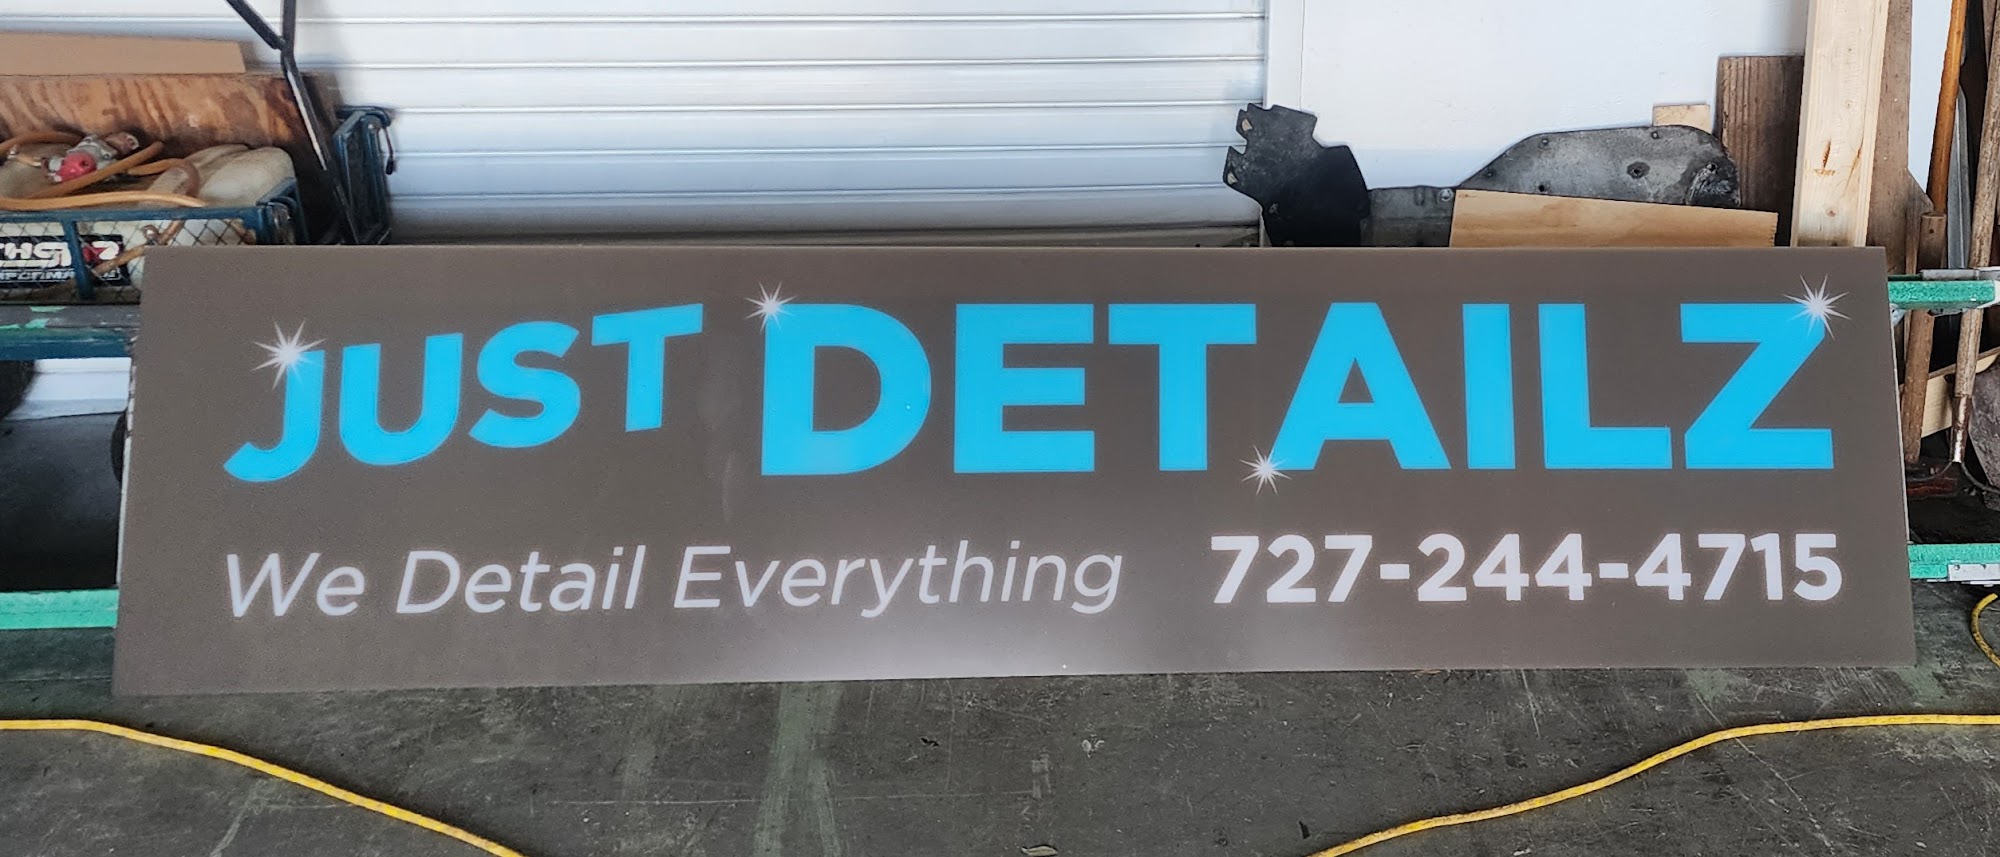 JUST DETAILZ
We Detail Everything 727-244-4715